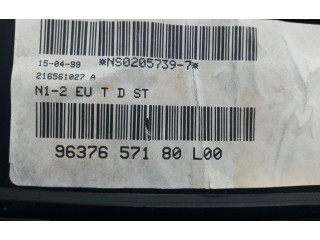 15-04-99 *NS0205739-7*
216561027 A
N1-2 EU T D ST
96376 571 80 L00